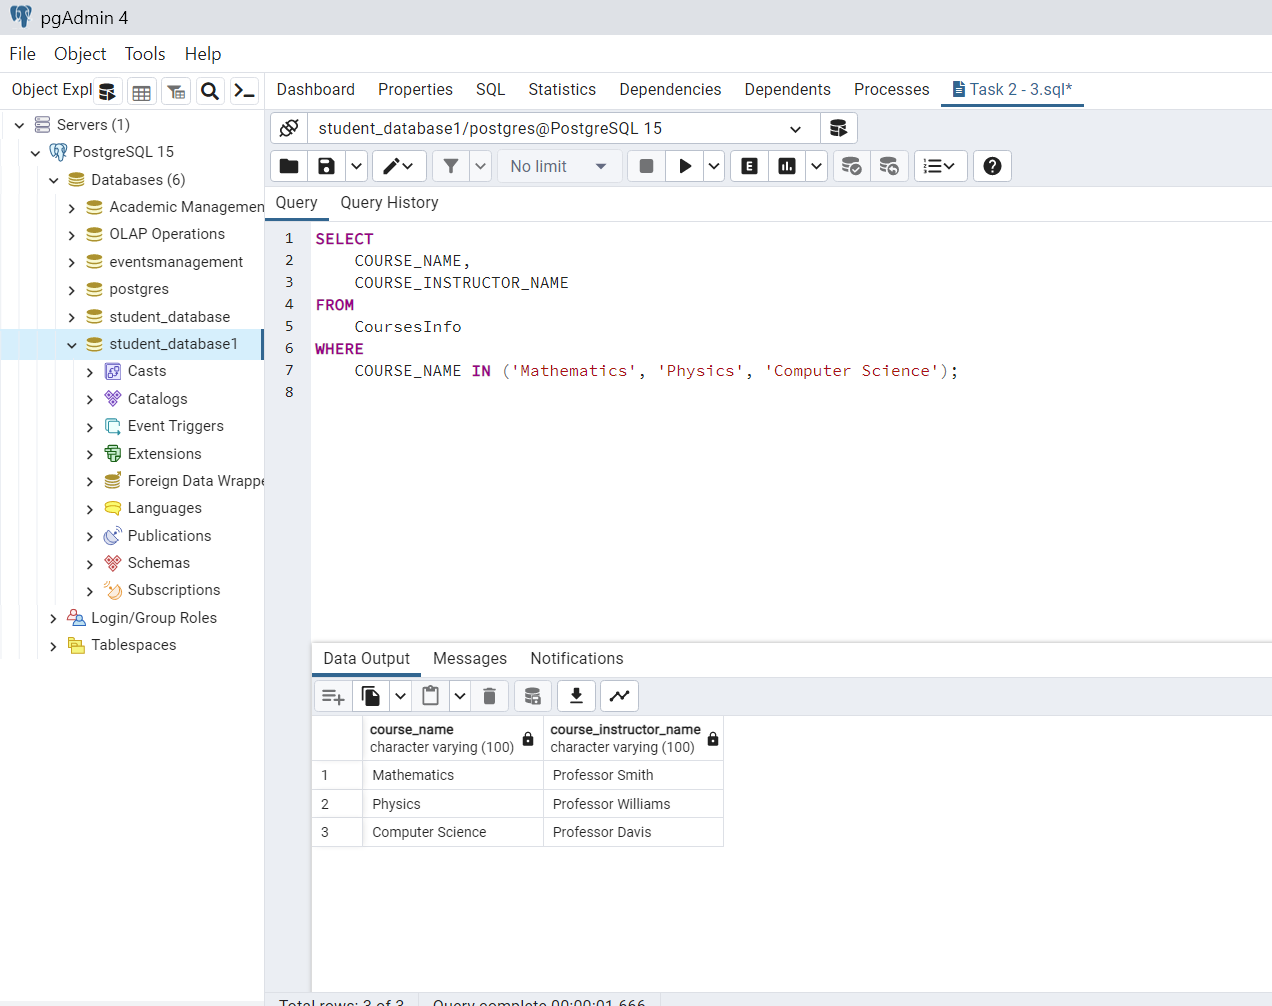 pgAdmin 4
File Object Tools Help
Object Expl
Dashboard Properties SQL Statistics Dependencies Dependents Processes Task 2 - 3.sql*
Servers (1)
PostgreSQL 15
Databases (6)
Academic Managemen
OLAP Operations
eventsmanagement
postgres
student_database
student_database1
Casts
Catalogs
Event Triggers
Extensions
Foreign Data Wrappe
Languages
Publications
Schemas
Subscriptions
Login/Group Roles
Tablespaces
student_database1/postgres@PostgreSQL 15
No limit
E
Query Query History
1 SELECT
2 COURSE_NAME,
3 COURSE_INSTRUCTOR_NAME
4 FROM
5 CoursesInfo
6 WHERE
7 COURSE_NAME IN ('Mathematics', 'Physics', 'Computer Science');
8
Data Output Messages Notifications
course_name course_instructor_name
character varying (100) character varying (100)
1 Mathematics Professor Smith
2 Physics Professor Williams
3 Computer Science Professor Davis
Total rows: 3 of 3 Query complete 00:00:01.666